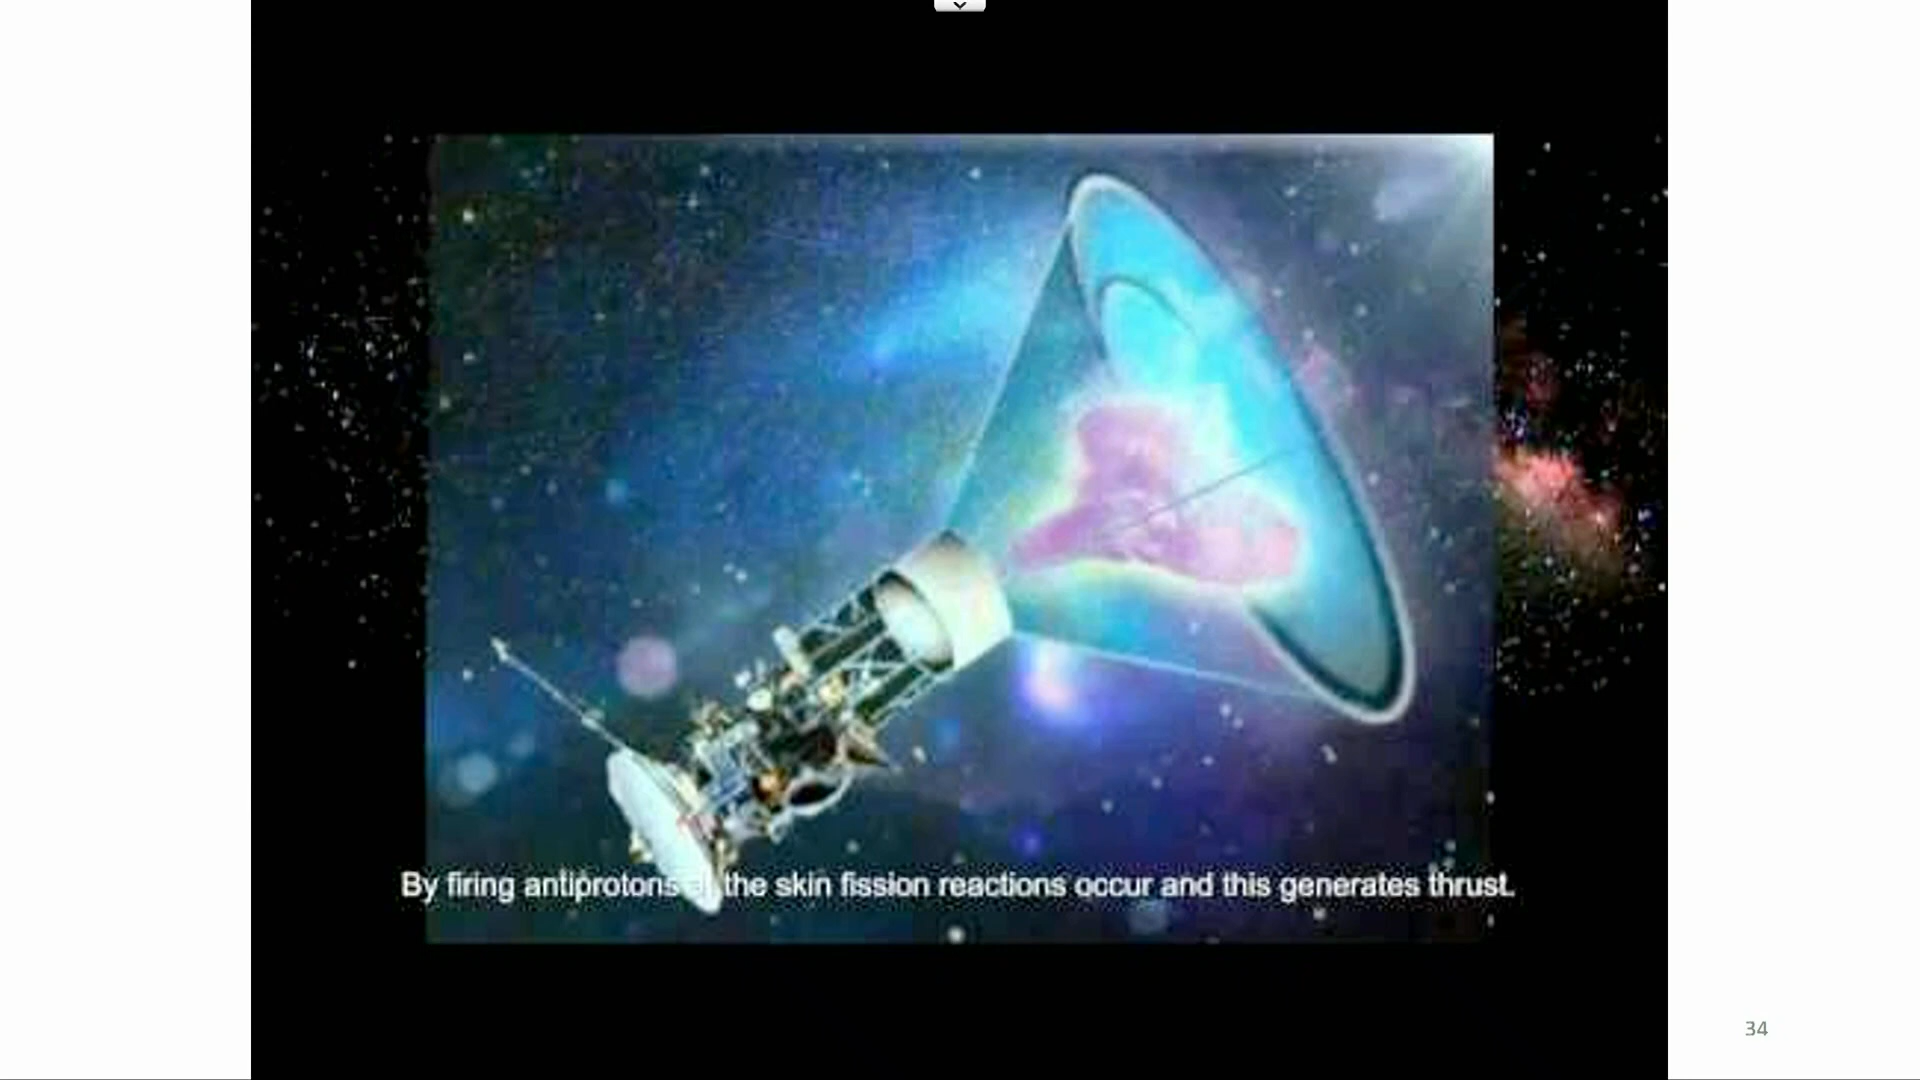 By firing antiprotons the skin fission reactions occur and this generates thrust.
34